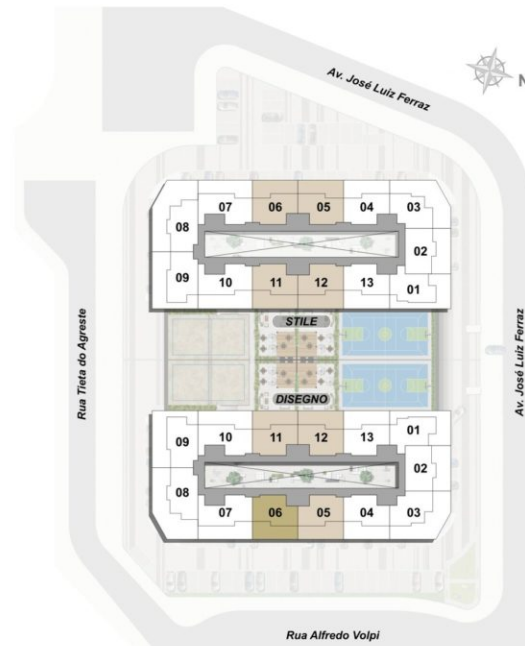 Av. José Luiz Ferraz
N
07 06 05 04 03
08
02
09
10 11 12 13 01
STILE
Rua Tieta do Agreste
Av. José Luiz Ferraz
DISEGNO
09 10 11 12 13 01
02
08
07 06 05 04 03
Rua Alfredo Volpi